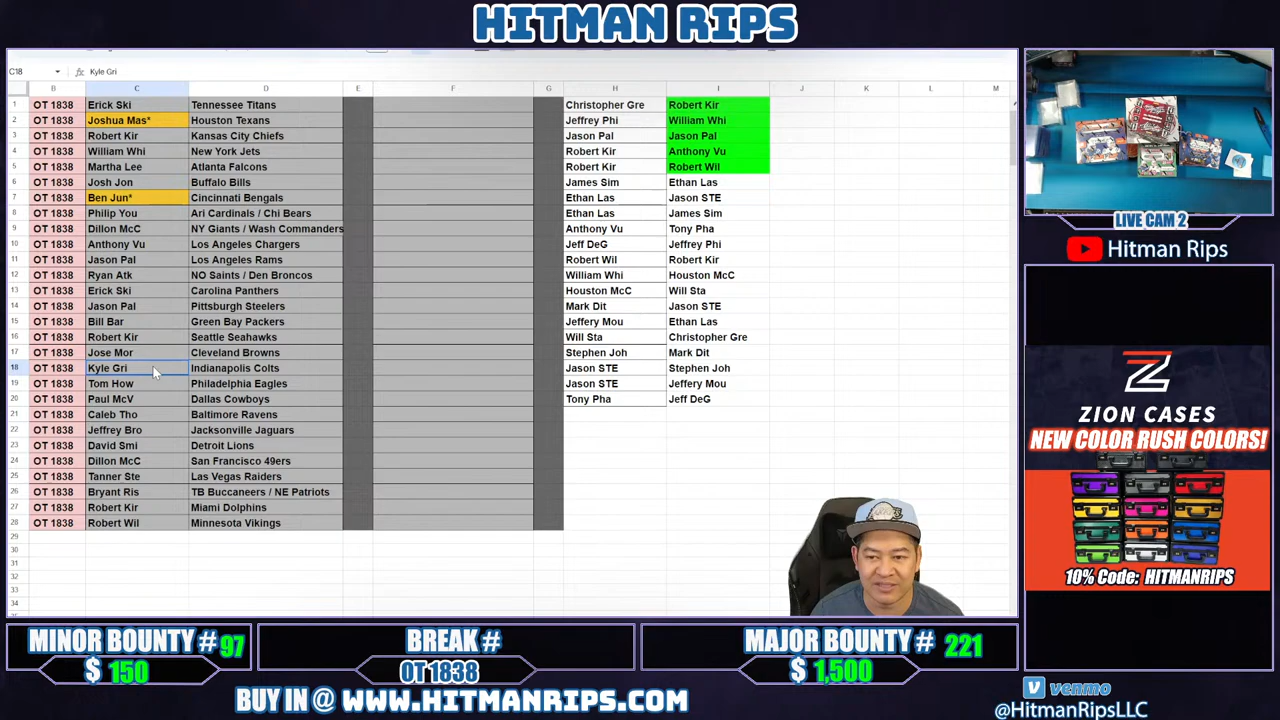 HITMAN RIPS
C18 fx Kyle Gri
B C D E F G H I J K L M
1 OT 1838 Erick Ski Tennessee Titans Christopher Gre Robert Kir
2 OT 1838 Joshua Mas* Houston Texans Jeffrey Phi William Whi
3 OT 1838 Robert Kir Kansas City Chiefs Jason Pal Jason Pal
4 OT 1838 William Whi New York Jets Robert Kir Anthony Vu
5 OT 1838 Martha Lee Atlanta Falcons Robert Kir Robert Wil
6 OT 1838 Josh Jon Buffalo Bills James Sim Ethan Las
7 OT 1838 Ben Jun* Cincinnati Bengals Ethan Las Jason STE
8 OT 1838 Philip You Ari Cardinals / Chi Bears Ethan Las James Sim
9 OT 1838 Dillon McC NY Giants / Wash Commanders Anthony Vu Tony Pha
10 OT 1838 Anthony Vu Los Angeles Chargers Jeff DeG Jeffrey Phi
11 OT 1838 Jason Pal Los Angeles Rams Robert Wil Robert Kir
12 OT 1838 Ryan Atk NO Saints / Den Broncos William Whi Houston McC
13 OT 1838 Erick Ski Carolina Panthers Houston McC Will Sta
14 OT 1838 Jason Pal Pittsburgh Steelers Mark Dit Jason STE
15 OT 1838 Bill Bar Green Bay Packers Jeffery Mou Ethan Las
16 OT 1838 Robert Kir Seattle Seahawks Will Sta Christopher Gre
17 OT 1838 Jose Mor Cleveland Browns Stephen Joh Mark Dit
18 OT 1838 Kyle Gri Indianapolis Colts Jason STE Stephen Joh
19 OT 1838 Tom How Philadelphia Eagles Jason STE Jeffery Mou
20 OT 1838 Paul McV Dallas Cowboys Tony Pha Jeff DeG
21 OT 1838 Caleb Tho Baltimore Ravens
22 OT 1838 Jeffrey Bro Jacksonville Jaguars
23 OT 1838 David Smi Detroit Lions
24 OT 1838 Dillon McC San Francisco 49ers
25 OT 1838 Tanner Ste Las Vegas Raiders
26 OT 1838 Bryant Ris TB Buccaneers / NE Patriots
27 OT 1838 Robert Kir Miami Dolphins
28 OT 1838 Robert Wil Minnesota Vikings
29
30
31
32
33
34
LIVE CAM 2
Hitman Rips
ZION CASES
NEW COLOR RUSH COLORS!
10% Code: HITMANRIPS
MINOR BOUNTY # 97
$ 150
BREAK #
OT 1838
MAJOR BOUNTY # 221
$ 1,500
BUY IN @ WWW.HITMANRIPS.COM
venmo
@HitmanRipsLLC